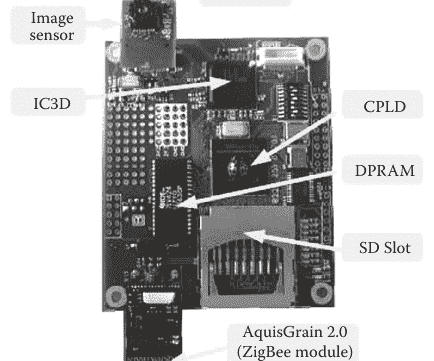 Image
sensor
IC3D
CPLD
DPRAM
SD Slot
AquisGrain 2.0
(ZigBee module)